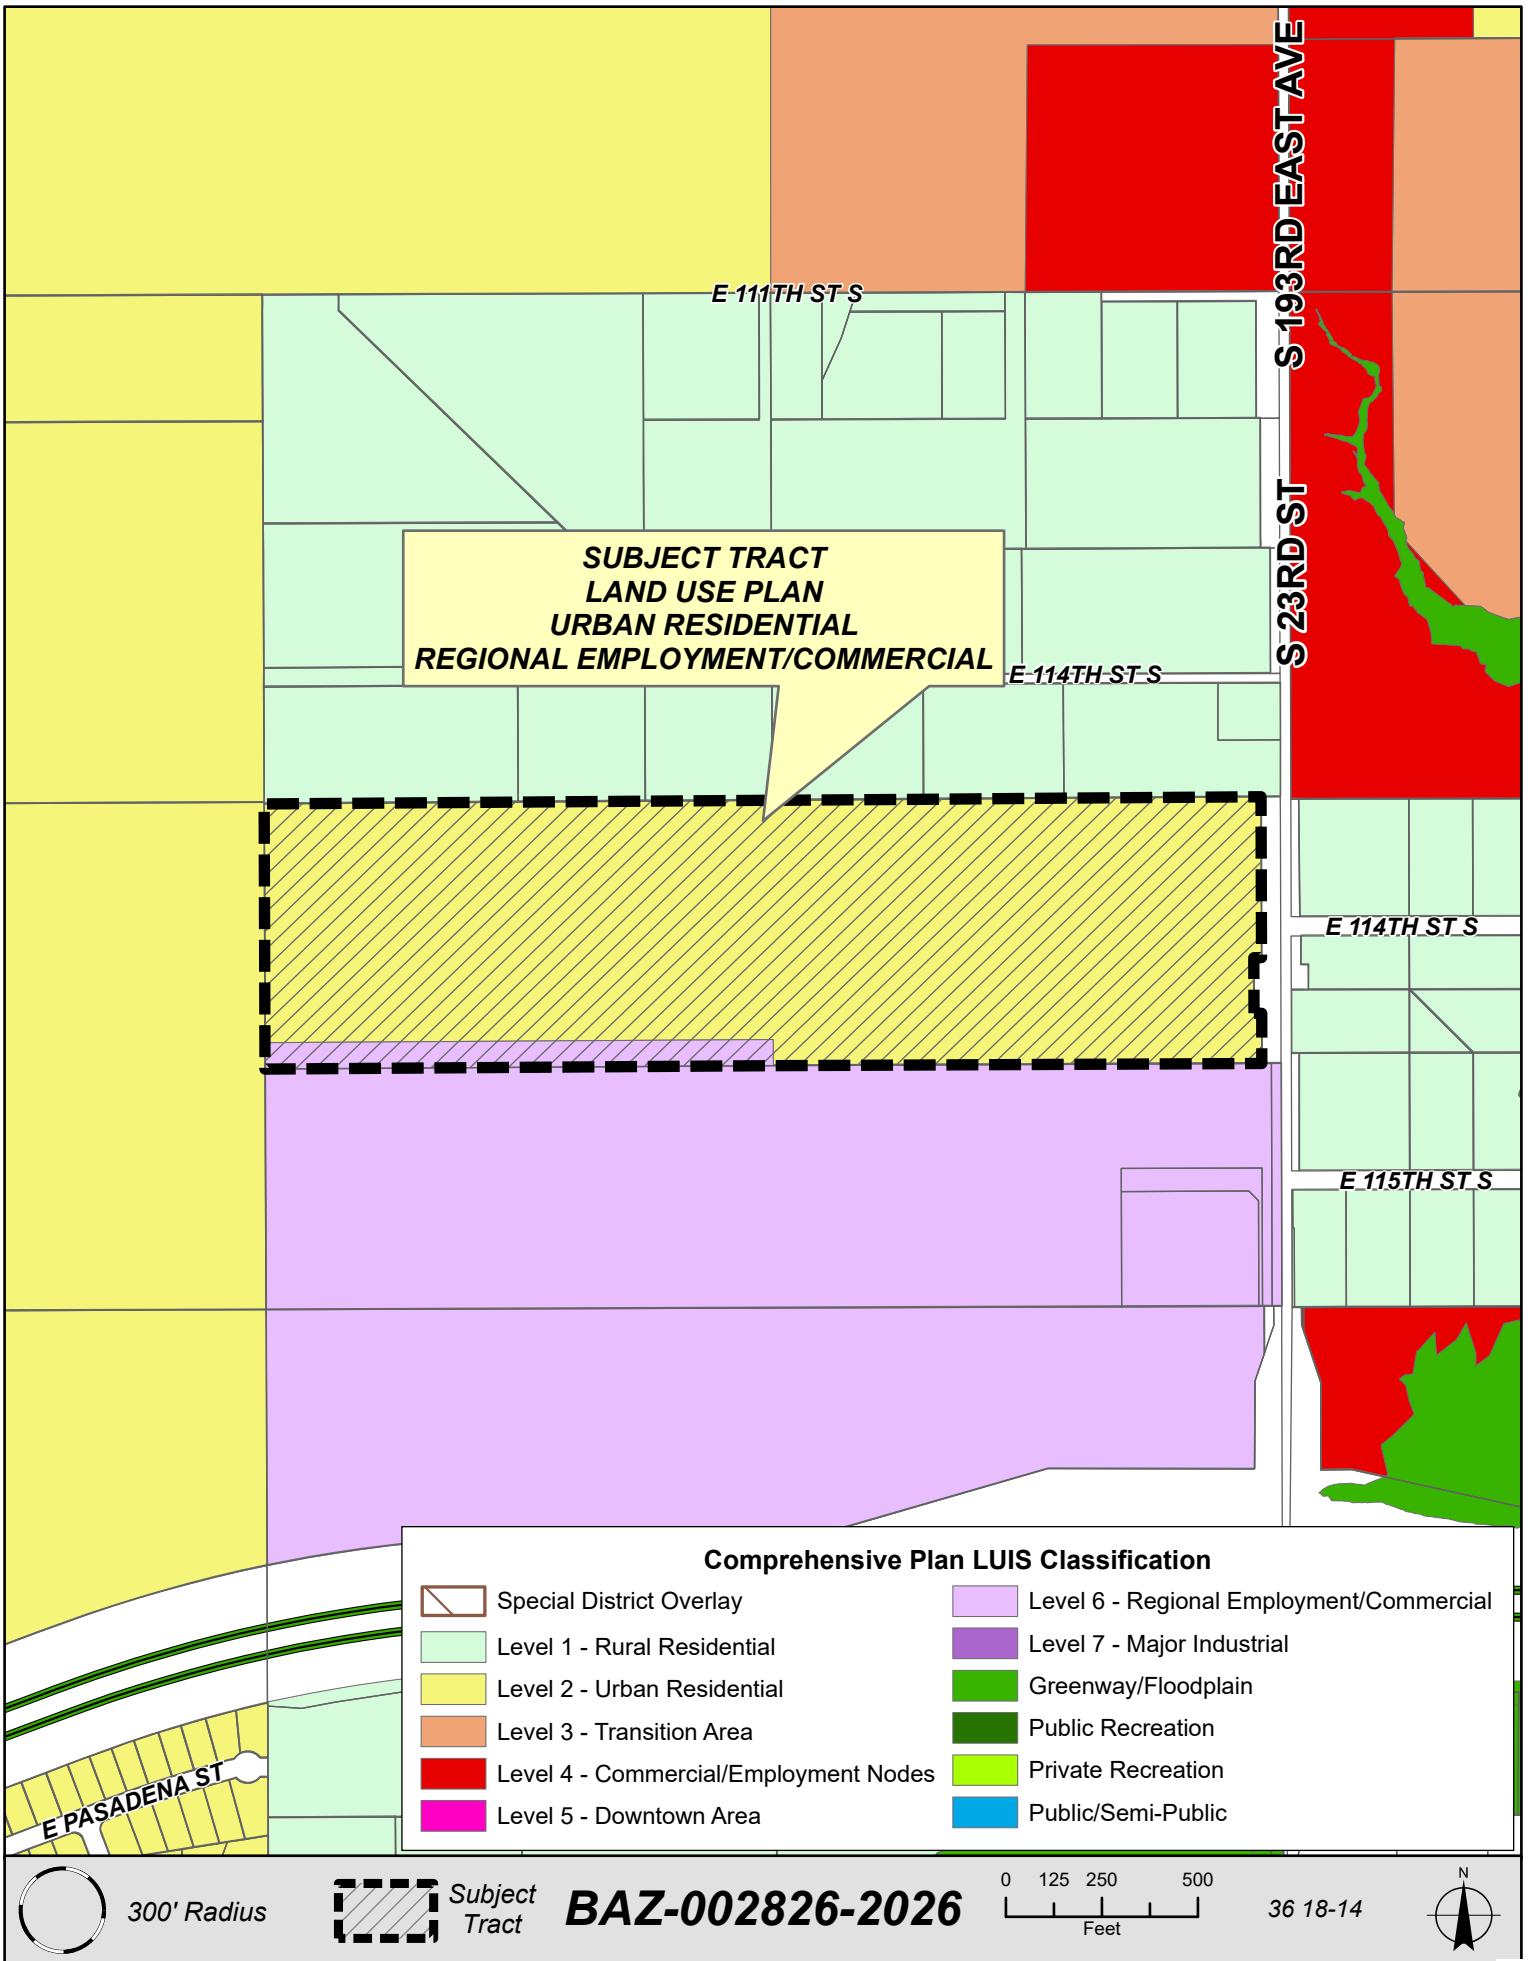 S 193RD EAST AVE
E 111TH ST S
S 23RD ST
SUBJECT TRACT
LAND USE PLAN
URBAN RESIDENTIAL
REGIONAL EMPLOYMENT/COMMERCIAL
E 114TH ST S
E 114TH ST S
E 115TH ST S
E PASADENA ST
Comprehensive Plan LUIS Classification
Special District Overlay
Level 1 - Rural Residential
Level 2 - Urban Residential
Level 3 - Transition Area
Level 4 - Commercial/Employment Nodes
Level 5 - Downtown Area
Level 6 - Regional Employment/Commercial
Level 7 - Major Industrial
Greenway/Floodplain
Public Recreation
Private Recreation
Public/Semi-Public
300' Radius
Subject
Tract
BAZ-002826-2026
0 125 250 500
Feet
36 18-14
N